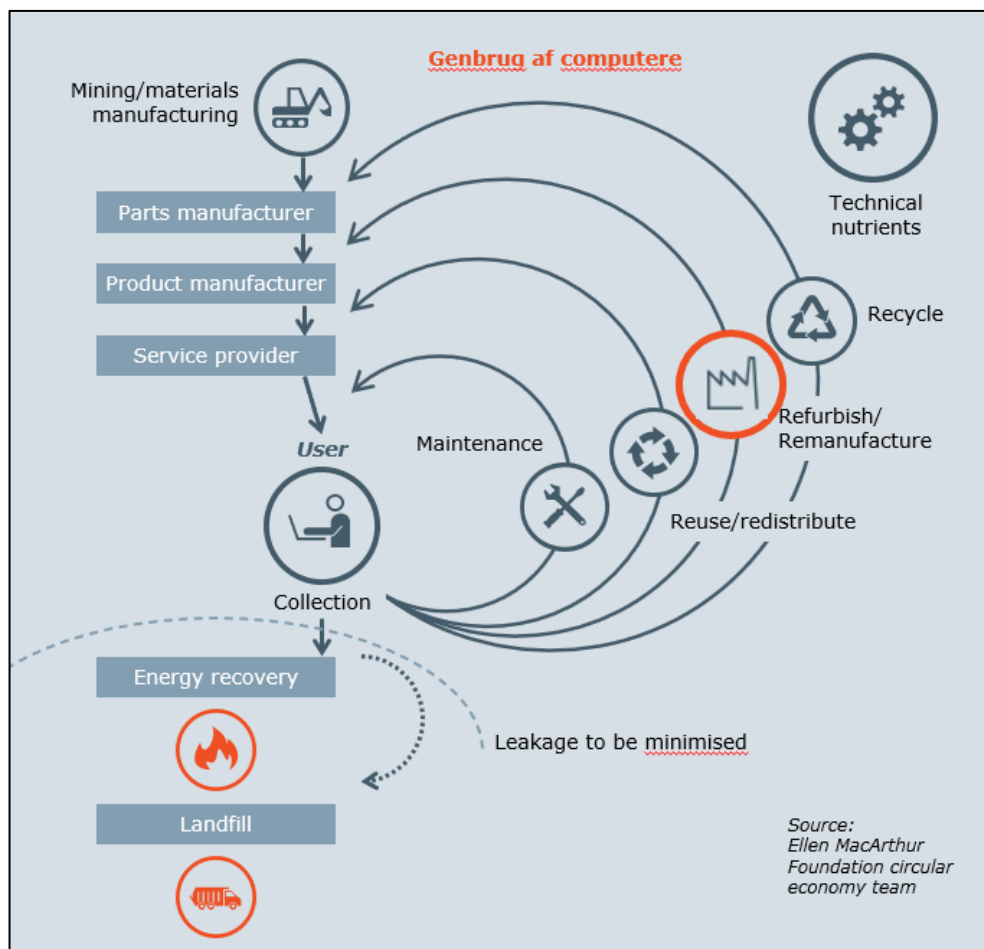 Genbrug af computere
Mining/materials
manufacturing
Technical
nutrients
Parts manufacturer
Product manufacturer
Service provider
Recycle
Refurbish/
Remanufacture
User
Maintenance
Reuse/redistribute
Collection
Energy recovery
Leakage to be minimised
Landfill
Source:
Ellen MacArthur
Foundation circular
economy team